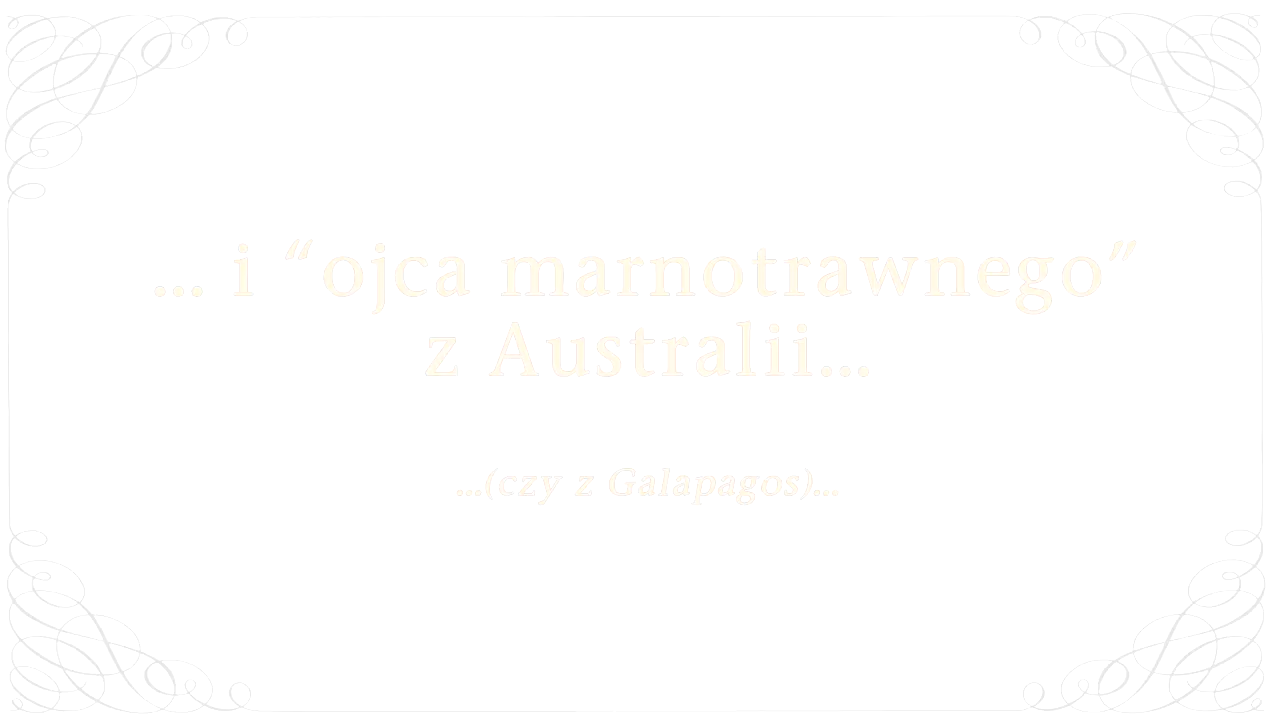 ... i “ojca marnotrawnego”
z Australii...
...(czy z Galapagos)...